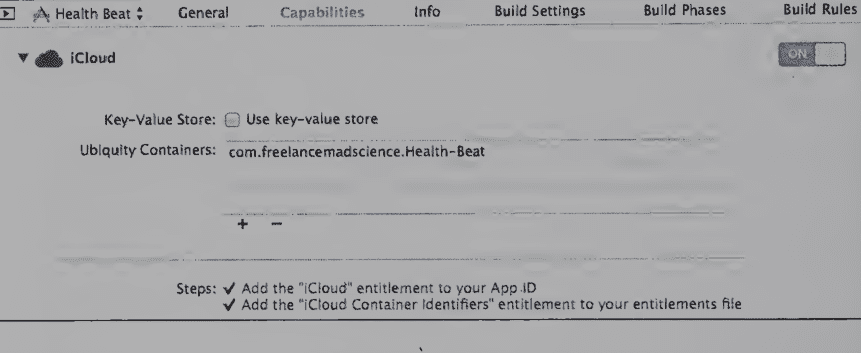 Health Beat General Capabilities Info Build Settings Build Phases Build Rules
iCloud ON
Key-Value Store: Use key-value store
Ubiquity Containers: com.freelancemadscience.Health-Beat
+ −
Steps: ✓ Add the "iCloud" entitlement to your App ID
✓ Add the "iCloud Container Identifiers" entitlement to your entitlements file